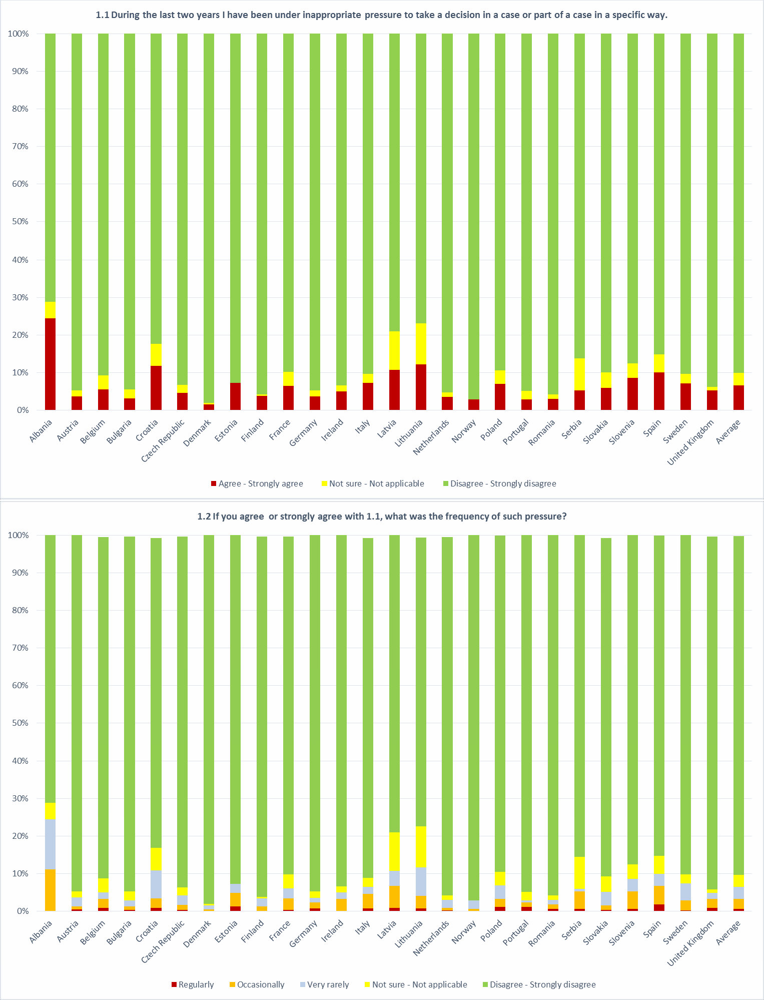 1.1 During the last two years I have been under inappropriate pressure to take a decision in a case or part of a case in a specific way.
100%
90%
80%
70%
60%
50%
40%
30%
20%
10%
0%
Albania
Austria
Belgium
Bulgaria
Croatia
Czech Republic
Denmark
Estonia
Finland
France
Germany
Ireland
Italy
Latvia
Lithuania
Netherlands
Norway
Poland
Portugal
Romania
Serbia
Slovakia
Slovenia
Spain
Sweden
United Kingdom
Average
Agree - Strongly agree
Not sure - Not applicable
Disagree - Strongly disagree
1.2 If you agree or strongly agree with 1.1, what was the frequency of such pressure?
100%
90%
80%
70%
60%
50%
40%
30%
20%
10%
0%
Albania
Austria
Belgium
Bulgaria
Croatia
Czech Republic
Denmark
Estonia
Finland
France
Germany
Ireland
Italy
Latvia
Lithuania
Netherlands
Norway
Poland
Portugal
Romania
Serbia
Slovakia
Slovenia
Spain
Sweden
United Kingdom
Average
Regularly
Occasionally
Very rarely
Not sure - Not applicable
Disagree - Strongly disagree